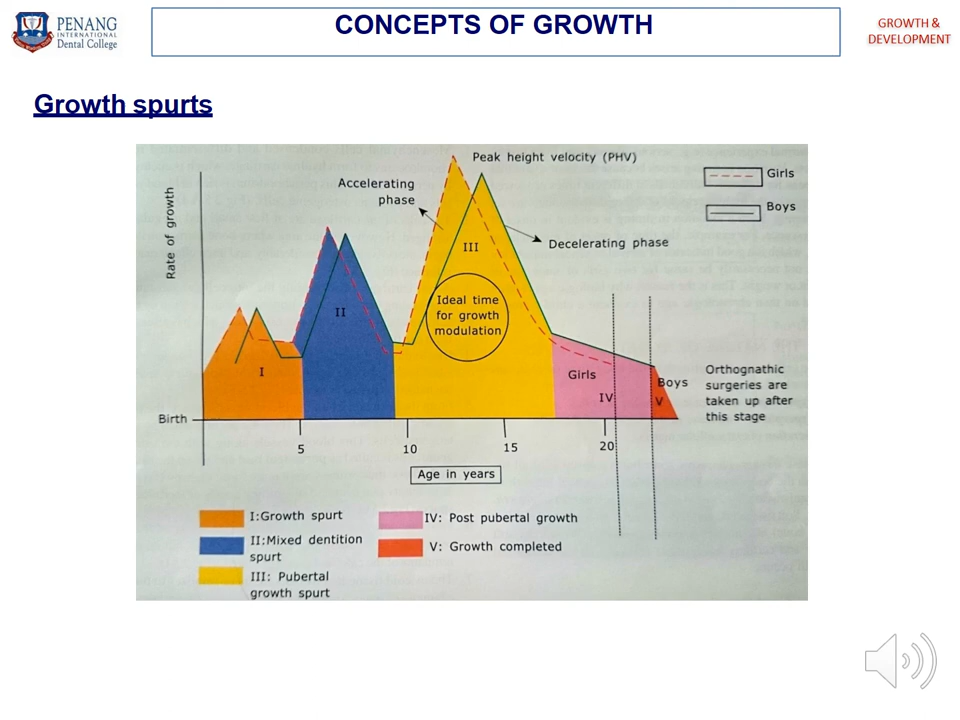 PENANG
INTERNATIONAL
Dental College
CONCEPTS OF GROWTH
GROWTH &
DEVELOPMENT
Growth spurts
Peak height velocity (PHV)
Girls
Boys
Accelerating
phase
Decelerating phase
Rate of growth
I
II
III
Ideal time
for growth
modulation
Girls
IV
Boys
V
Orthognathic
surgeries are
taken up after
this stage
Birth
5
10
15
20
Age in years
I:Growth spurt
II:Mixed dentition
spurt
III: Pubertal
growth spurt
IV: Post pubertal growth
V: Growth completed